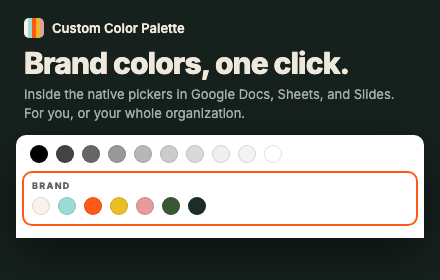 Custom Color Palette
Brand colors, one click.
Inside the native pickers in Google Docs, Sheets, and Slides.
For you, or your whole organization.
BRAND